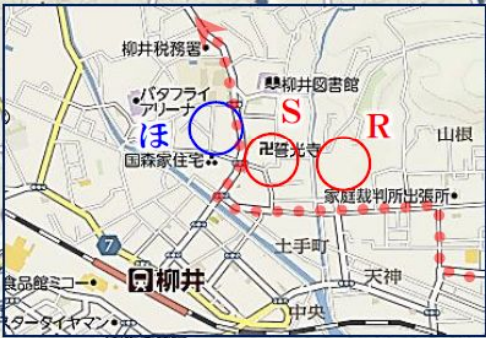 柳井税務署
柳井図書館
バタフライ
アリーナ
ほ
S
R
卍誓光寺
山根
国森家住宅
家庭裁判所出張所
土手町
7
天神
柳井
食品館ミコー
中央
スタータイヤマン